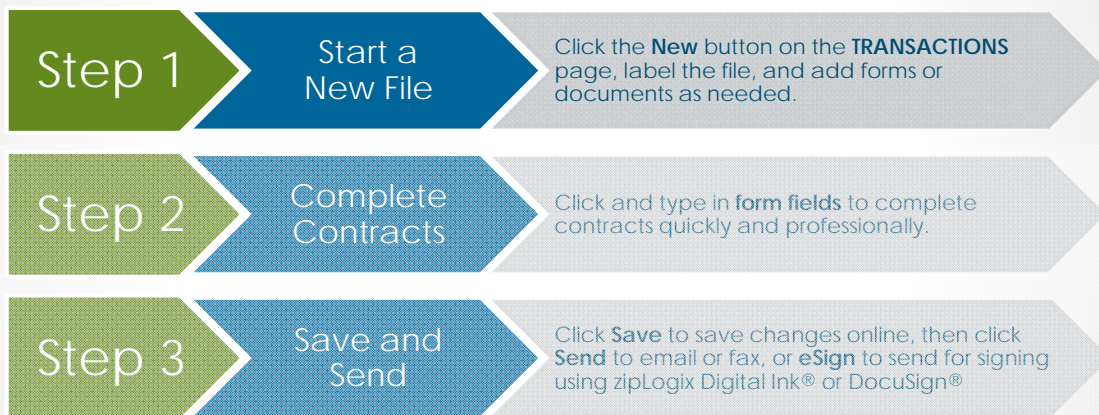 Step 1
Start a
New File
Click the New button on the TRANSACTIONS
page, label the file, and add forms or
documents as needed.
Step 2
Complete
Contracts
Click and type in form fields to complete
contracts quickly and professionally.
Step 3
Save and
Send
Click Save to save changes online, then click
Send to email or fax, or eSign to send for signing
using zipLogix Digital Ink® or DocuSign®